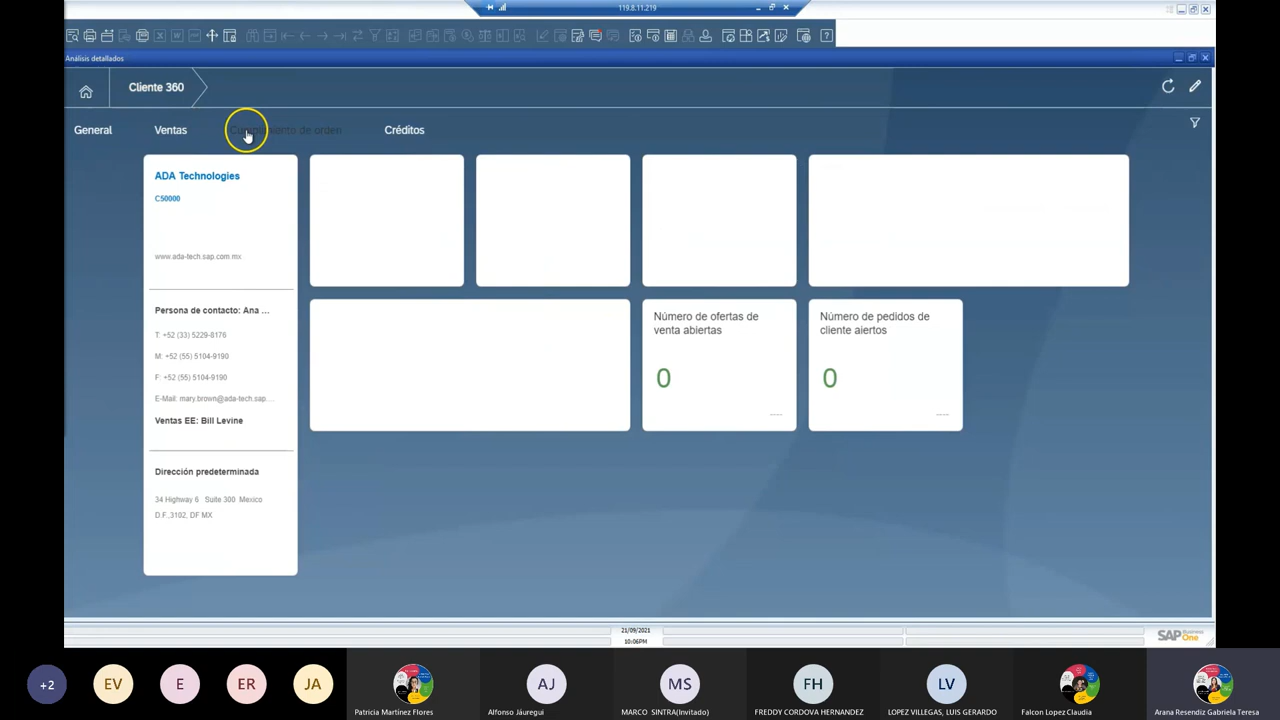 119.8.11.219
Análisis detallados
Cliente 360
General
Ventas
Cumplimiento de orden
Créditos
ADA Technologies
C50000
www.ada-tech.sap.com.mx
Persona de contacto: Ana ...
T: +52 (33) 5229-8176
M: +52 (55) 5104-9190
F: +52 (55) 5104-9190
E-Mail: mary.brown@ada-tech.sap...
Ventas EE: Bill Levine
Dirección predeterminada
34 Highway 6 Suite 300 Mexico
D.F.,3102, DF MX
Número de ofertas de
venta abiertas
0
----
Número de pedidos de
cliente aiertos
0
----
21/09/2021
10:06PM
SAP Business One
+2
EV
E
ER
JA
Patricia Martínez Flores
AJ
Alfonso Jáuregui
MS
MARCO SINTRA(Invitado)
FH
FREDDY CORDOVA HERNANDEZ
LV
LOPEZ VILLEGAS, LUIS GERARDO
Falcon Lopez Claudia
Arana Resendiz Gabriela Teresa